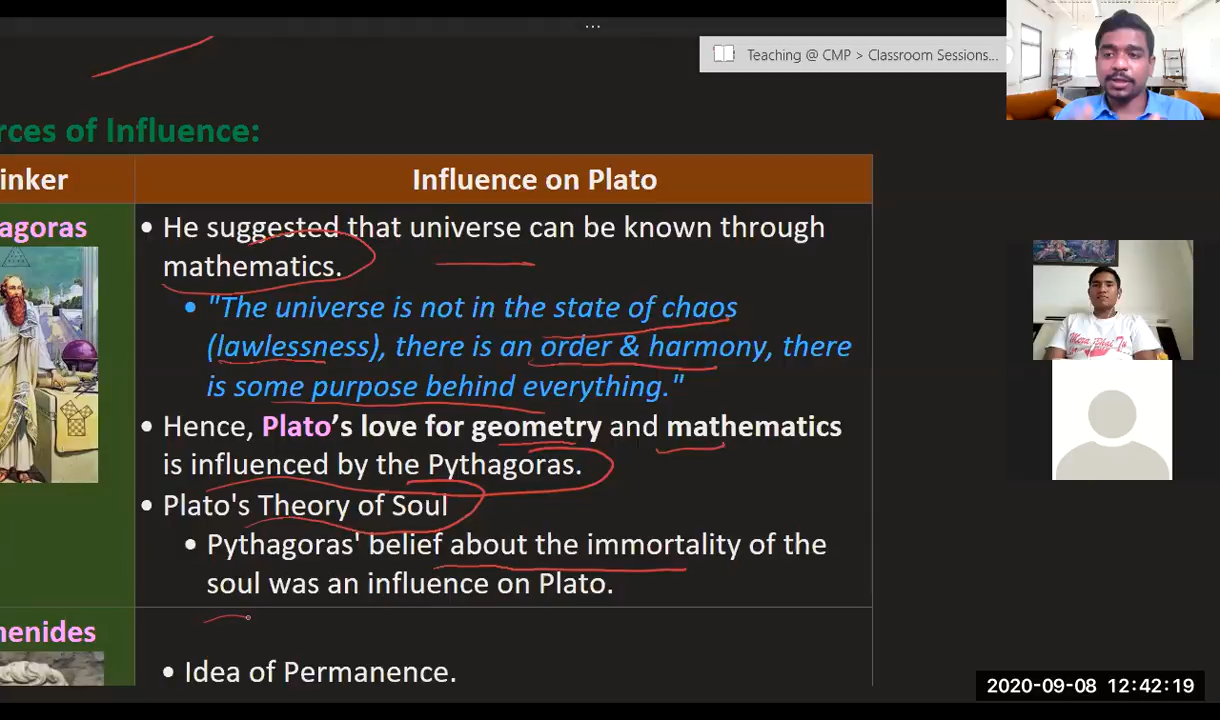 ...
Teaching @ CMP > Classroom Sessions...
rces of Influence:
inker
Influence on Plato
agoras
• He suggested that universe can be known through
mathematics.
• "The universe is not in the state of chaos
(lawlessness), there is an order & harmony, there
is some purpose behind everything."
• Hence, Plato's love for geometry and mathematics
is influenced by the Pythagoras.
• Plato's Theory of Soul
• Pythagoras' belief about the immortality of the
soul was an influence on Plato.
nenides
• Idea of Permanence.
2020-09-08 12:42:19